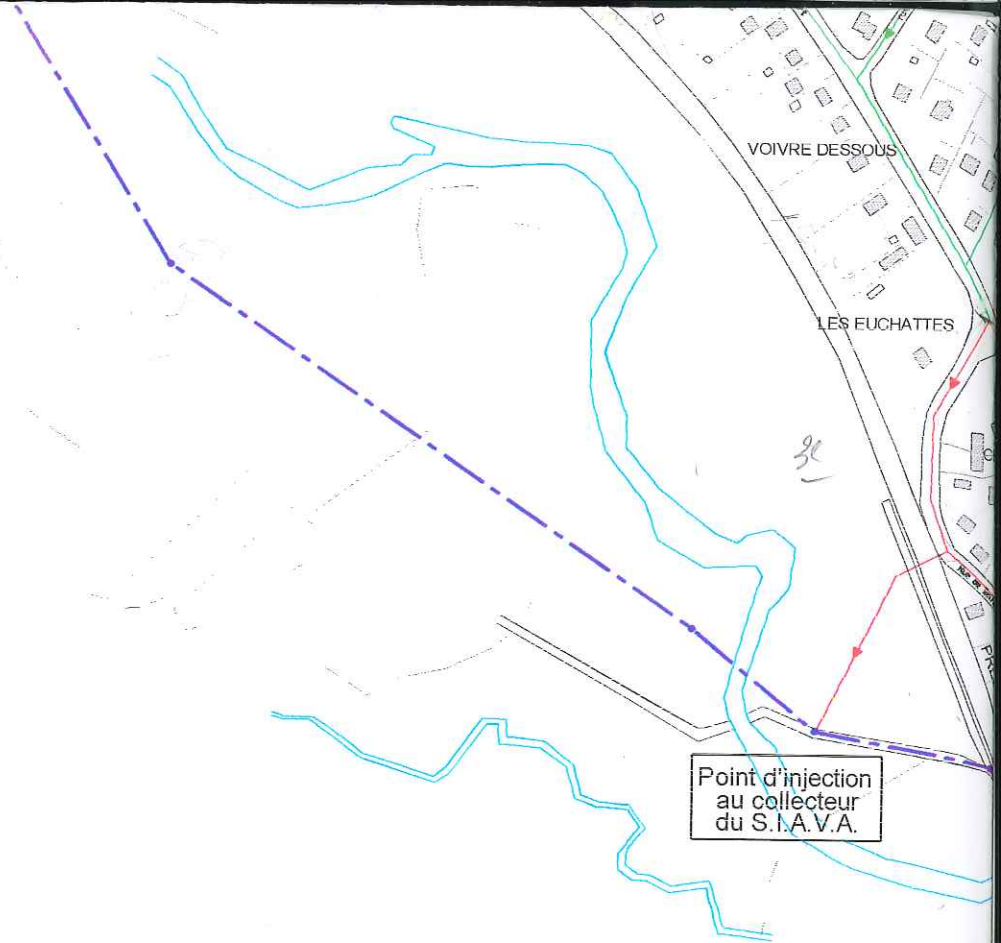 VOIVRE DESSOUS
LES EUCHATTES
Point d'injection
au collecteur
du S.I.A.V.A.